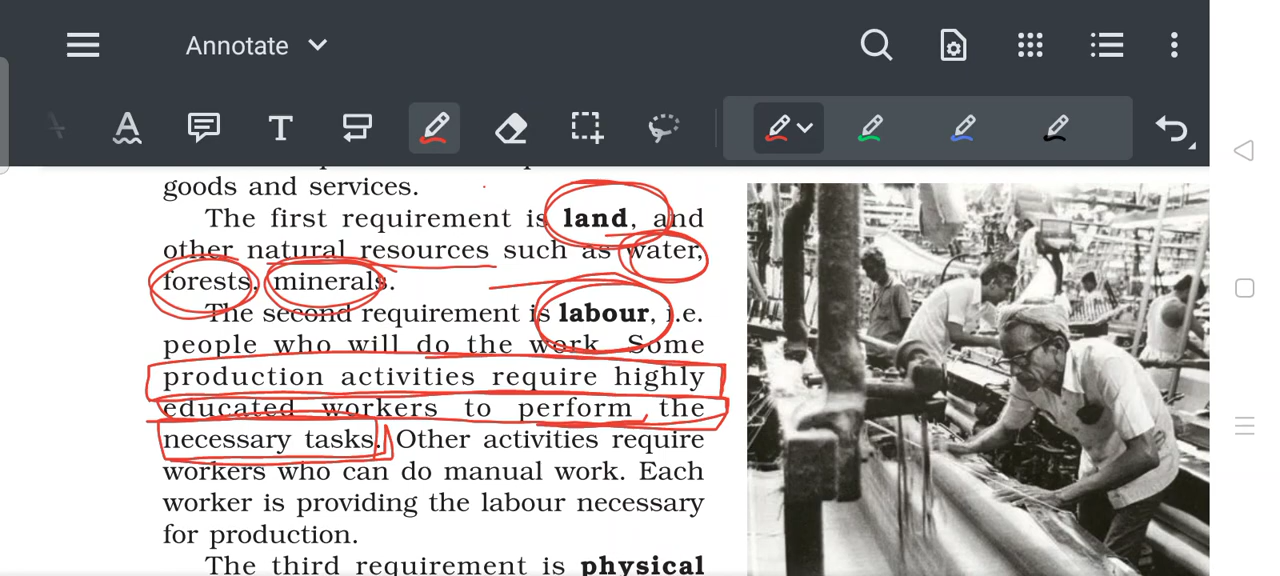 Annotate
T
goods and services.
The first requirement is land, and
other natural resources such as water,
forests, minerals.
The second requirement is labour, i.e.
people who will do the work. Some
production activities require highly
educated workers to perform the
necessary tasks. Other activities require
workers who can do manual work. Each
worker is providing the labour necessary
for production.
The third requirement is physical